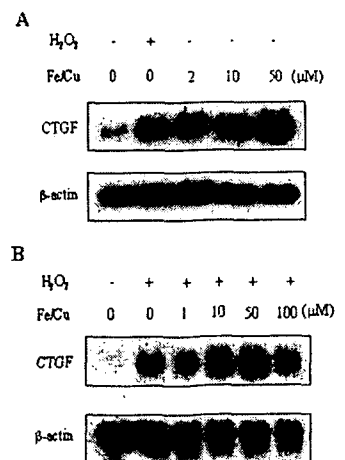 A
H₂O₂ - + - - -
Fe/Cu 0 0 2 10 50 (μM)
CTGF
β-actin
B
H₂O₂ - + + + + +
Fe/Cu 0 0 1 10 50 100 (μM)
CTGF
β-actin